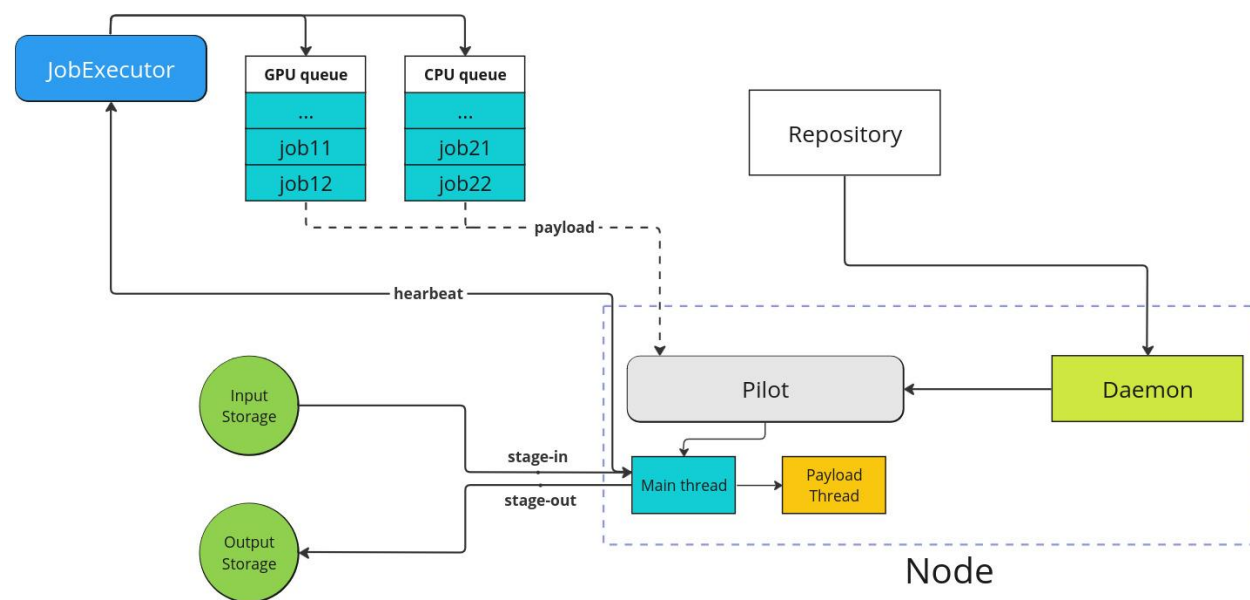 JobExecutor
GPU queue
...
job11
job12
CPU queue
...
job21
job22
Repository
payload
hearbeat
Pilot
Daemon
Input
Storage
stage-in
stage-out
Main thread
Payload
Thread
Output
Storage
Node